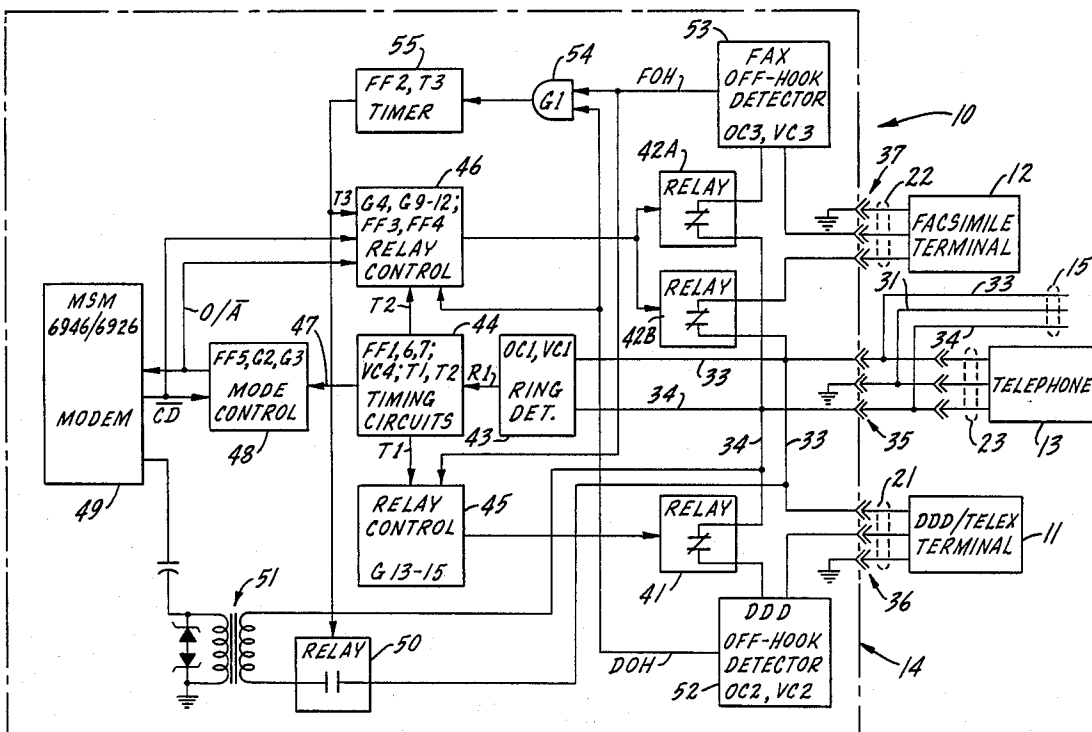 53
55
54
FAX
OFF-HOOK
DETECTOR
OC3, VC3
FF2, T3
TIMER
G1
FOH
10
42A
37
22
12
46
RELAY
T3
G4, G9-12;
FF3, FF4
RELAY
CONTROL
FACSIMILE
TERMINAL
15
33
31
MSM
6946/6926
MODEM
49
O/A̅
RELAY
42B
T2
34
47
44
FF5, G2, G3
MODE
CONTROL
48
C̅D̅
FF1,6,7;
VC4; T1, T2
TIMING
CIRCUITS
R1
OC1, VC1
RING
DET.
43
33
34
TELEPHONE
35
23
13
T1
34
33
RELAY
CONTROL
G13-15
45
RELAY
41
21
DDD/TELEX
TERMINAL
11
36
51
RELAY
50
DOH
DDD
OFF-HOOK
DETECTOR
OC2, VC2
52
14